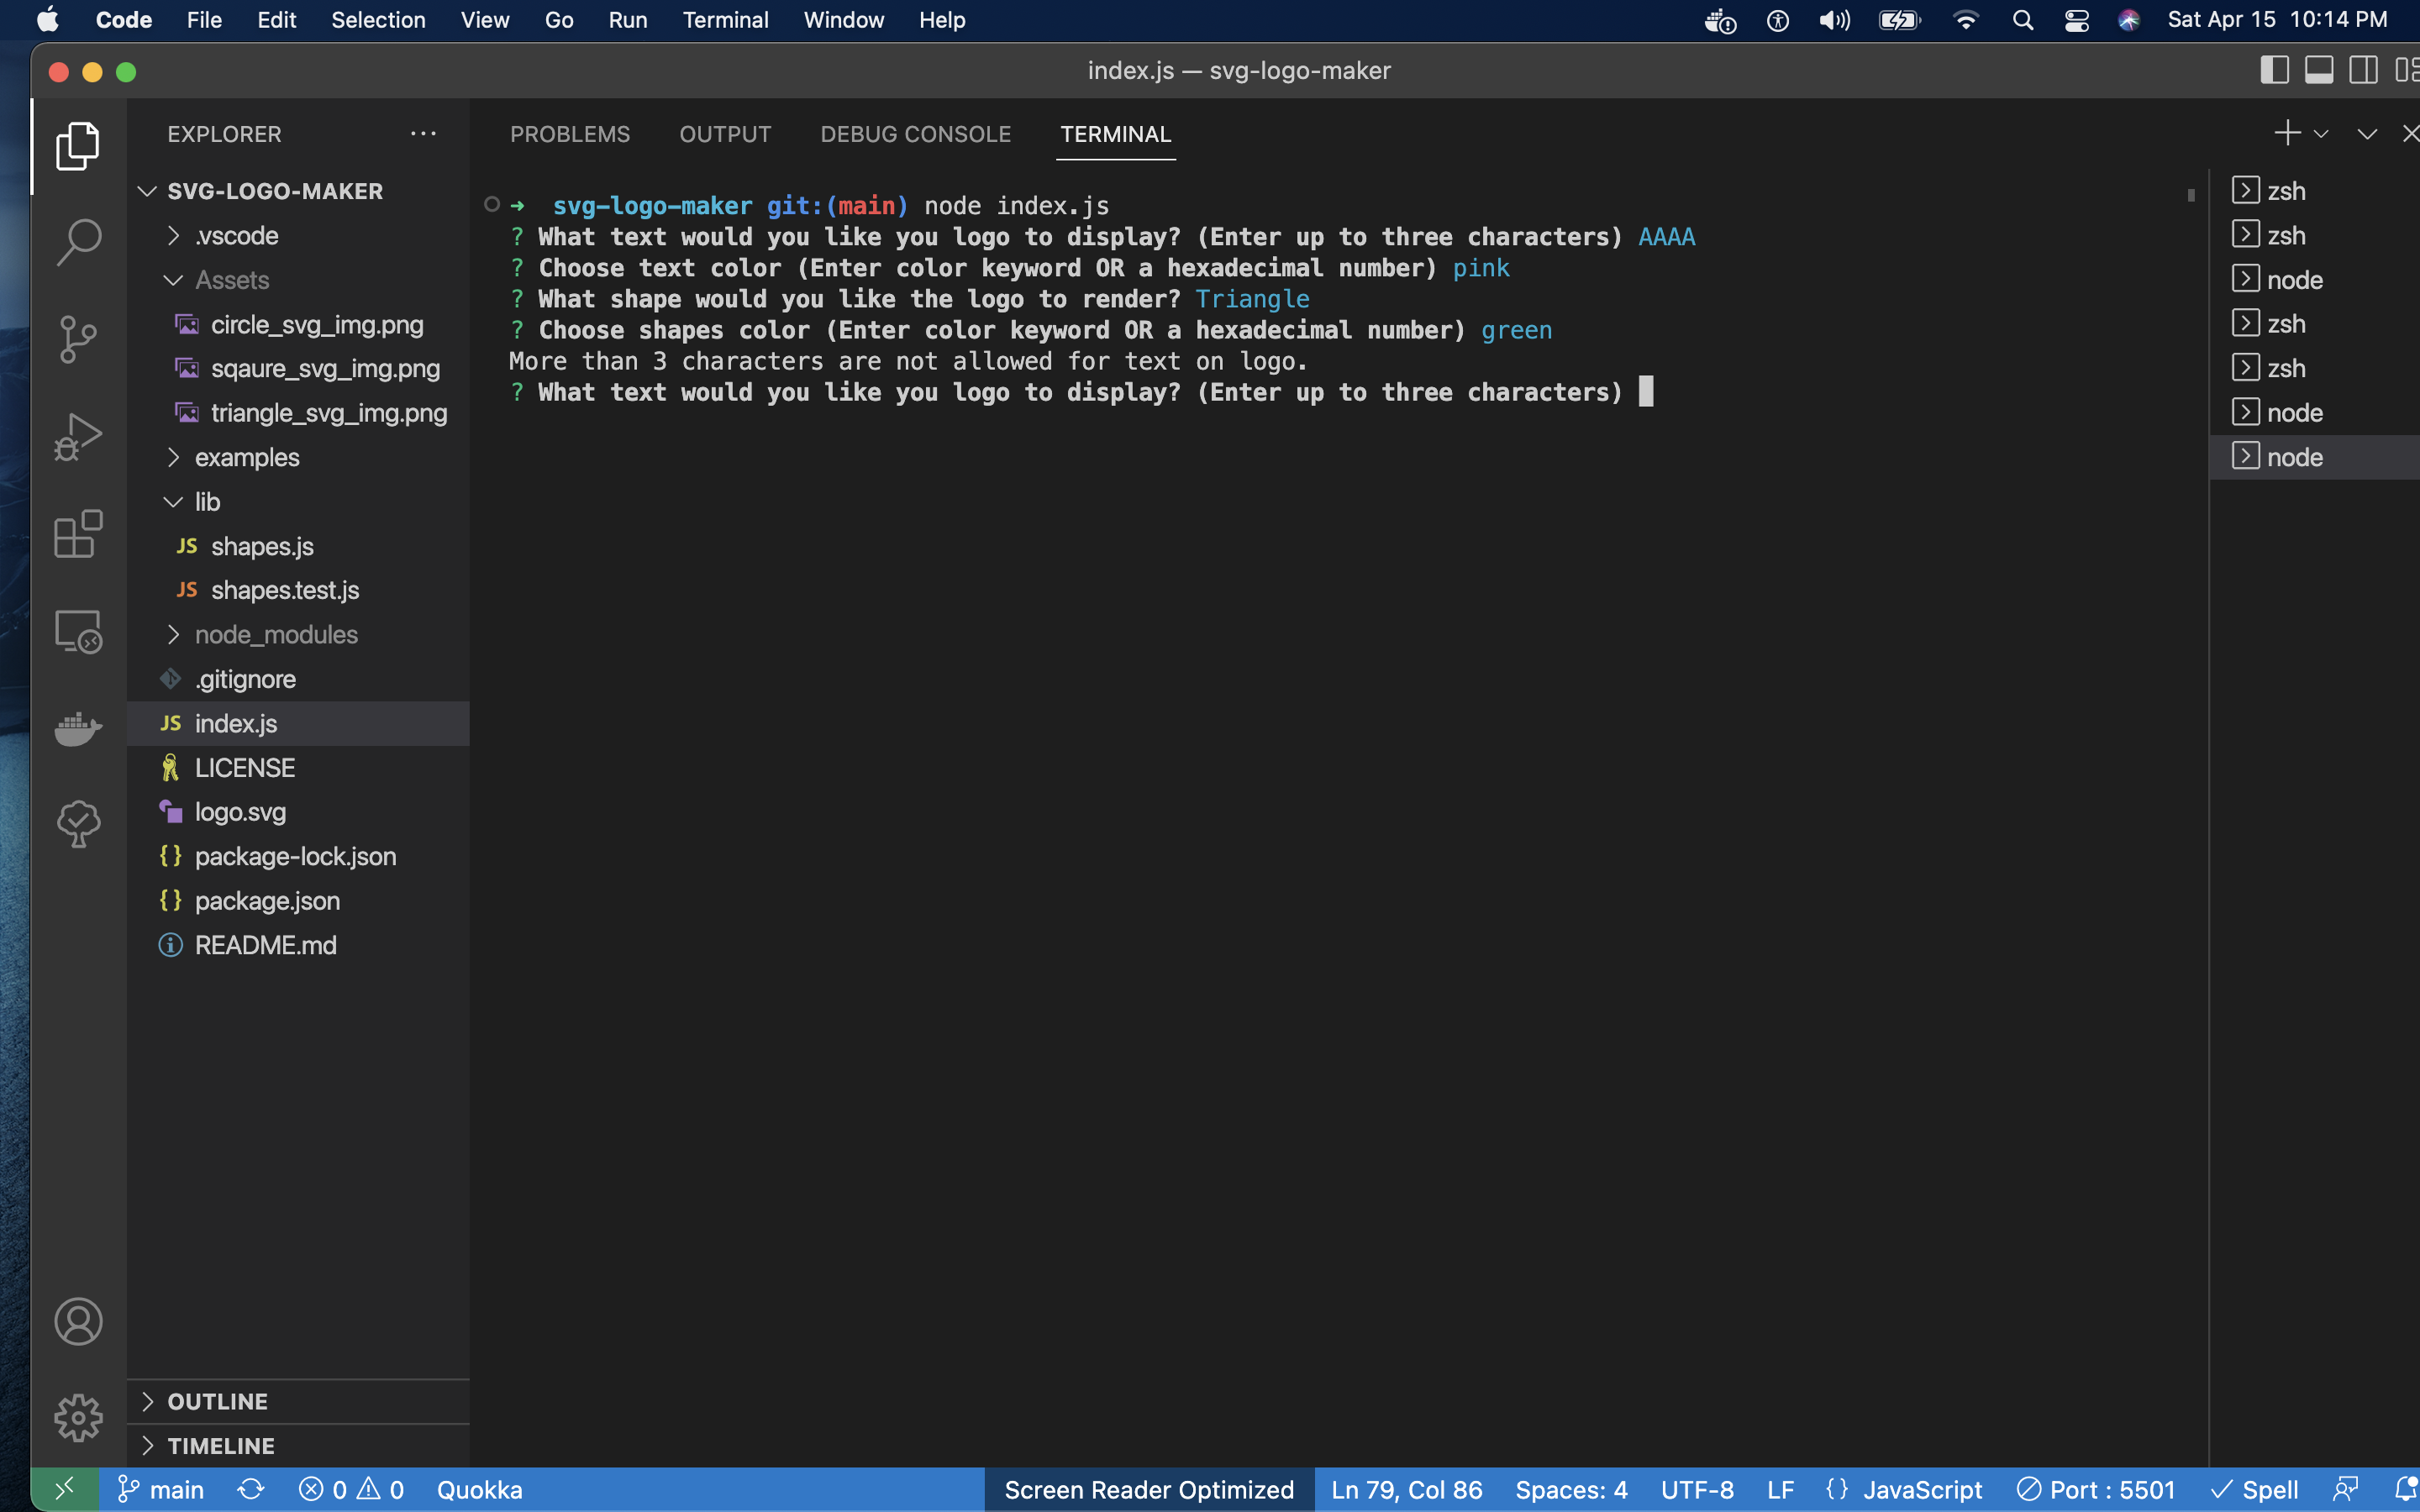 Code File Edit Selection View Go Run Terminal Window Help Sat Apr 15 10:14 PM
index.js — svg-logo-maker
EXPLORER
SVG-LOGO-MAKER
.vscode
Assets
circle_svg_img.png
sqaure_svg_img.png
triangle_svg_img.png
examples
lib
JS shapes.js
JS shapes.test.js
node_modules
.gitignore
JS index.js
LICENSE
logo.svg
{} package-lock.json
{} package.json
README.md
OUTLINE
TIMELINE
PROBLEMS OUTPUT DEBUG CONSOLE TERMINAL
➜ svg-logo-maker git:(main) node index.js
? What text would you like you logo to display? (Enter up to three characters) AAAA
? Choose text color (Enter color keyword OR a hexadecimal number) pink
? What shape would you like the logo to render? Triangle
? Choose shapes color (Enter color keyword OR a hexadecimal number) green
More than 3 characters are not allowed for text on logo.
? What text would you like you logo to display? (Enter up to three characters)
zsh
zsh
node
zsh
zsh
node
node
main 0 0 Quokka Screen Reader Optimized Ln 79, Col 86 Spaces: 4 UTF-8 LF {} JavaScript Port : 5501 Spell